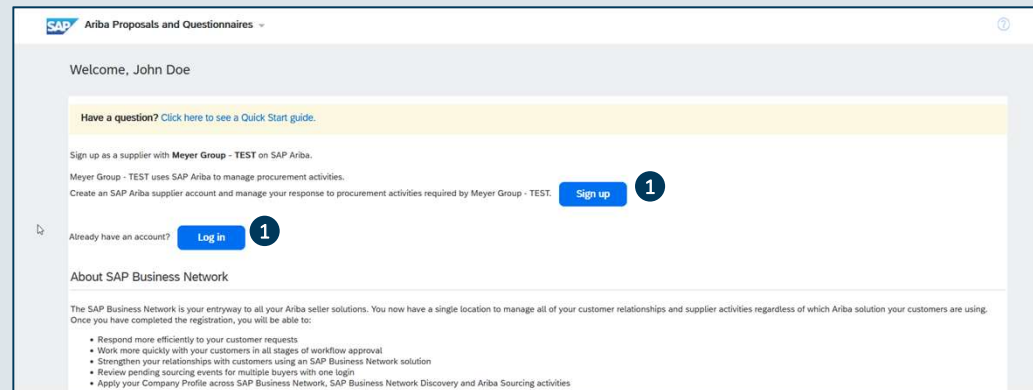 SAP Ariba Proposals and Questionnaires
Welcome, John Doe
Have a question? Click here to see a Quick Start guide.
Sign up as a supplier with Meyer Group - TEST on SAP Ariba.
Meyer Group - TEST uses SAP Ariba to manage procurement activities.
Create an SAP Ariba supplier account and manage your response to procurement activities required by Meyer Group - TEST. Sign up 1
Already have an account? Log in 1
About SAP Business Network
The SAP Business Network is your entryway to all your Ariba seller solutions. You now have a single location to manage all of your customer relationships and supplier activities regardless of which Ariba solution your customers are using.
Once you have completed the registration, you will be able to:
• Respond more efficiently to your customer requests
• Work more quickly with your customers in all stages of workflow approval
• Strengthen your relationships with customers using an SAP Business Network solution
• Review pending sourcing events for multiple buyers with one login
• Apply your Company Profile across SAP Business Network, SAP Business Network Discovery and Ariba Sourcing activities